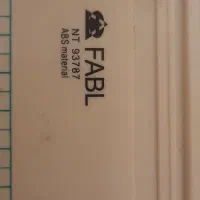 FABL
NT 93787
ABS material